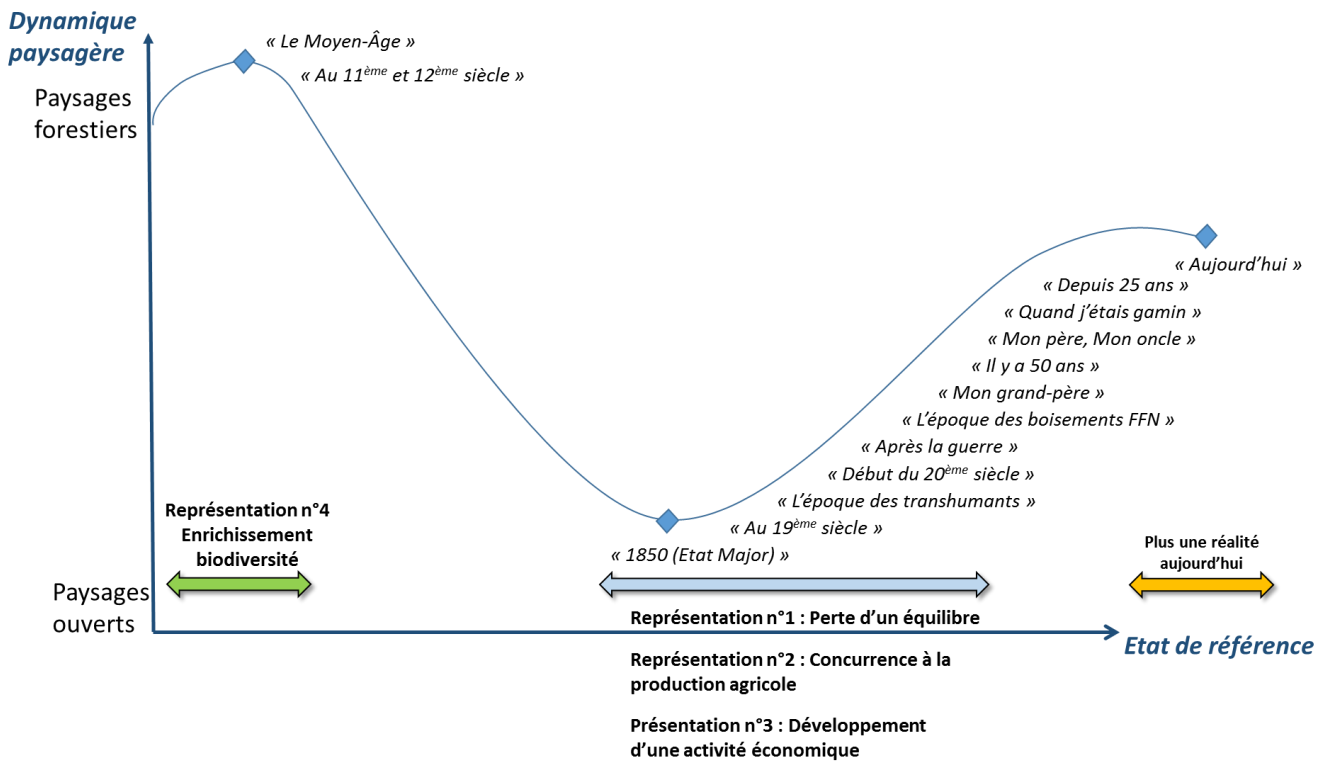 Dynamique
paysagère
« Le Moyen-Âge »
« Au 11ème et 12ème siècle »
Paysages
forestiers
« Aujourd’hui »
« Depuis 25 ans »
« Quand j’étais gamin »
« Mon père, Mon oncle »
« Il y a 50 ans »
« Mon grand-père »
« L’époque des boisements FFN »
« Après la guerre »
« Début du 20ème siècle »
« L’époque des transhumants »
« Au 19ème siècle »
« 1850 (Etat Major) »
Représentation n°4
Enrichissement
biodiversité
Plus une réalité
aujourd’hui
Paysages
ouverts
Représentation n°1 : Perte d’un équilibre
Etat de référence
Représentation n°2 : Concurrence à la
production agricole
Présentation n°3 : Développement
d’une activité économique